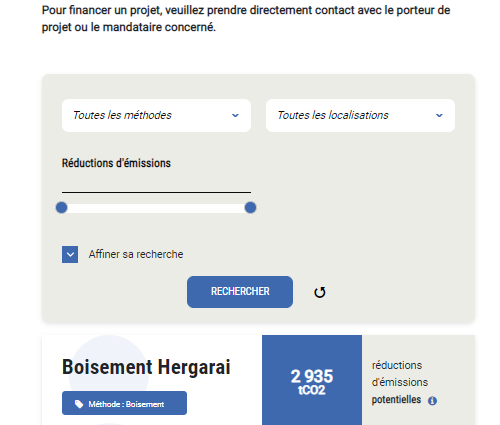 Pour financer un projet, veuillez prendre directement contact avec le porteur de
projet ou le mandataire concerné.
Toutes les méthodes
Toutes les localisations
Réductions d'émissions
Affiner sa recherche
RECHERCHER
Boisement Hergarai
Méthode : Boisement
2 935
tCO2
réductions
d'émissions
potentielles